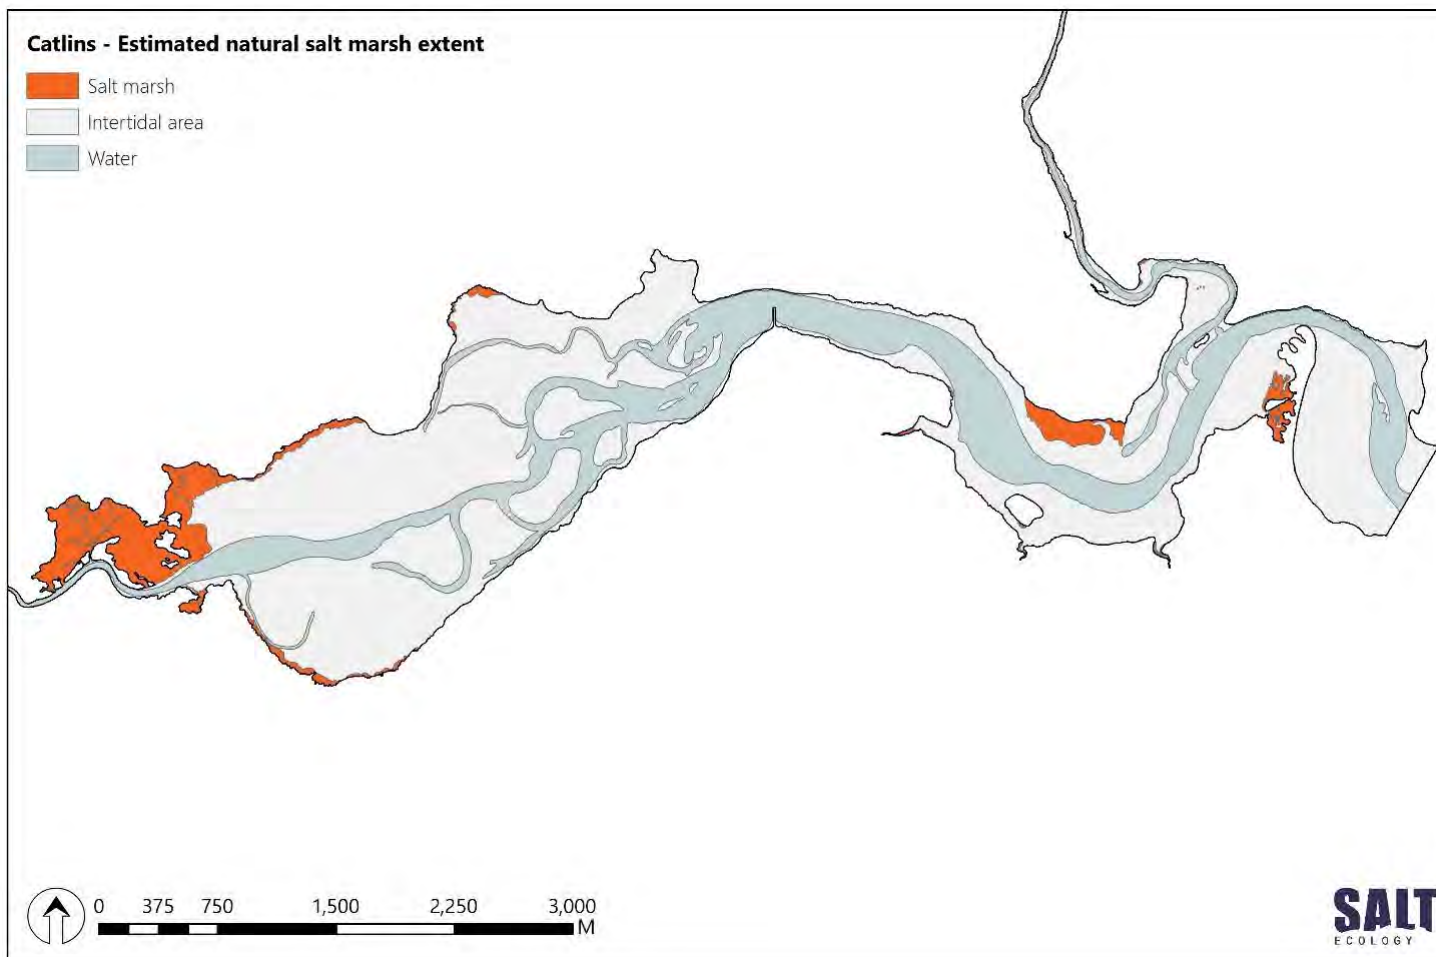 Catlins - Estimated natural salt marsh extent
Salt marsh
Intertidal area
Water
0 375 750 1,500 2,250 3,000
M
SALT
ECOLOGY